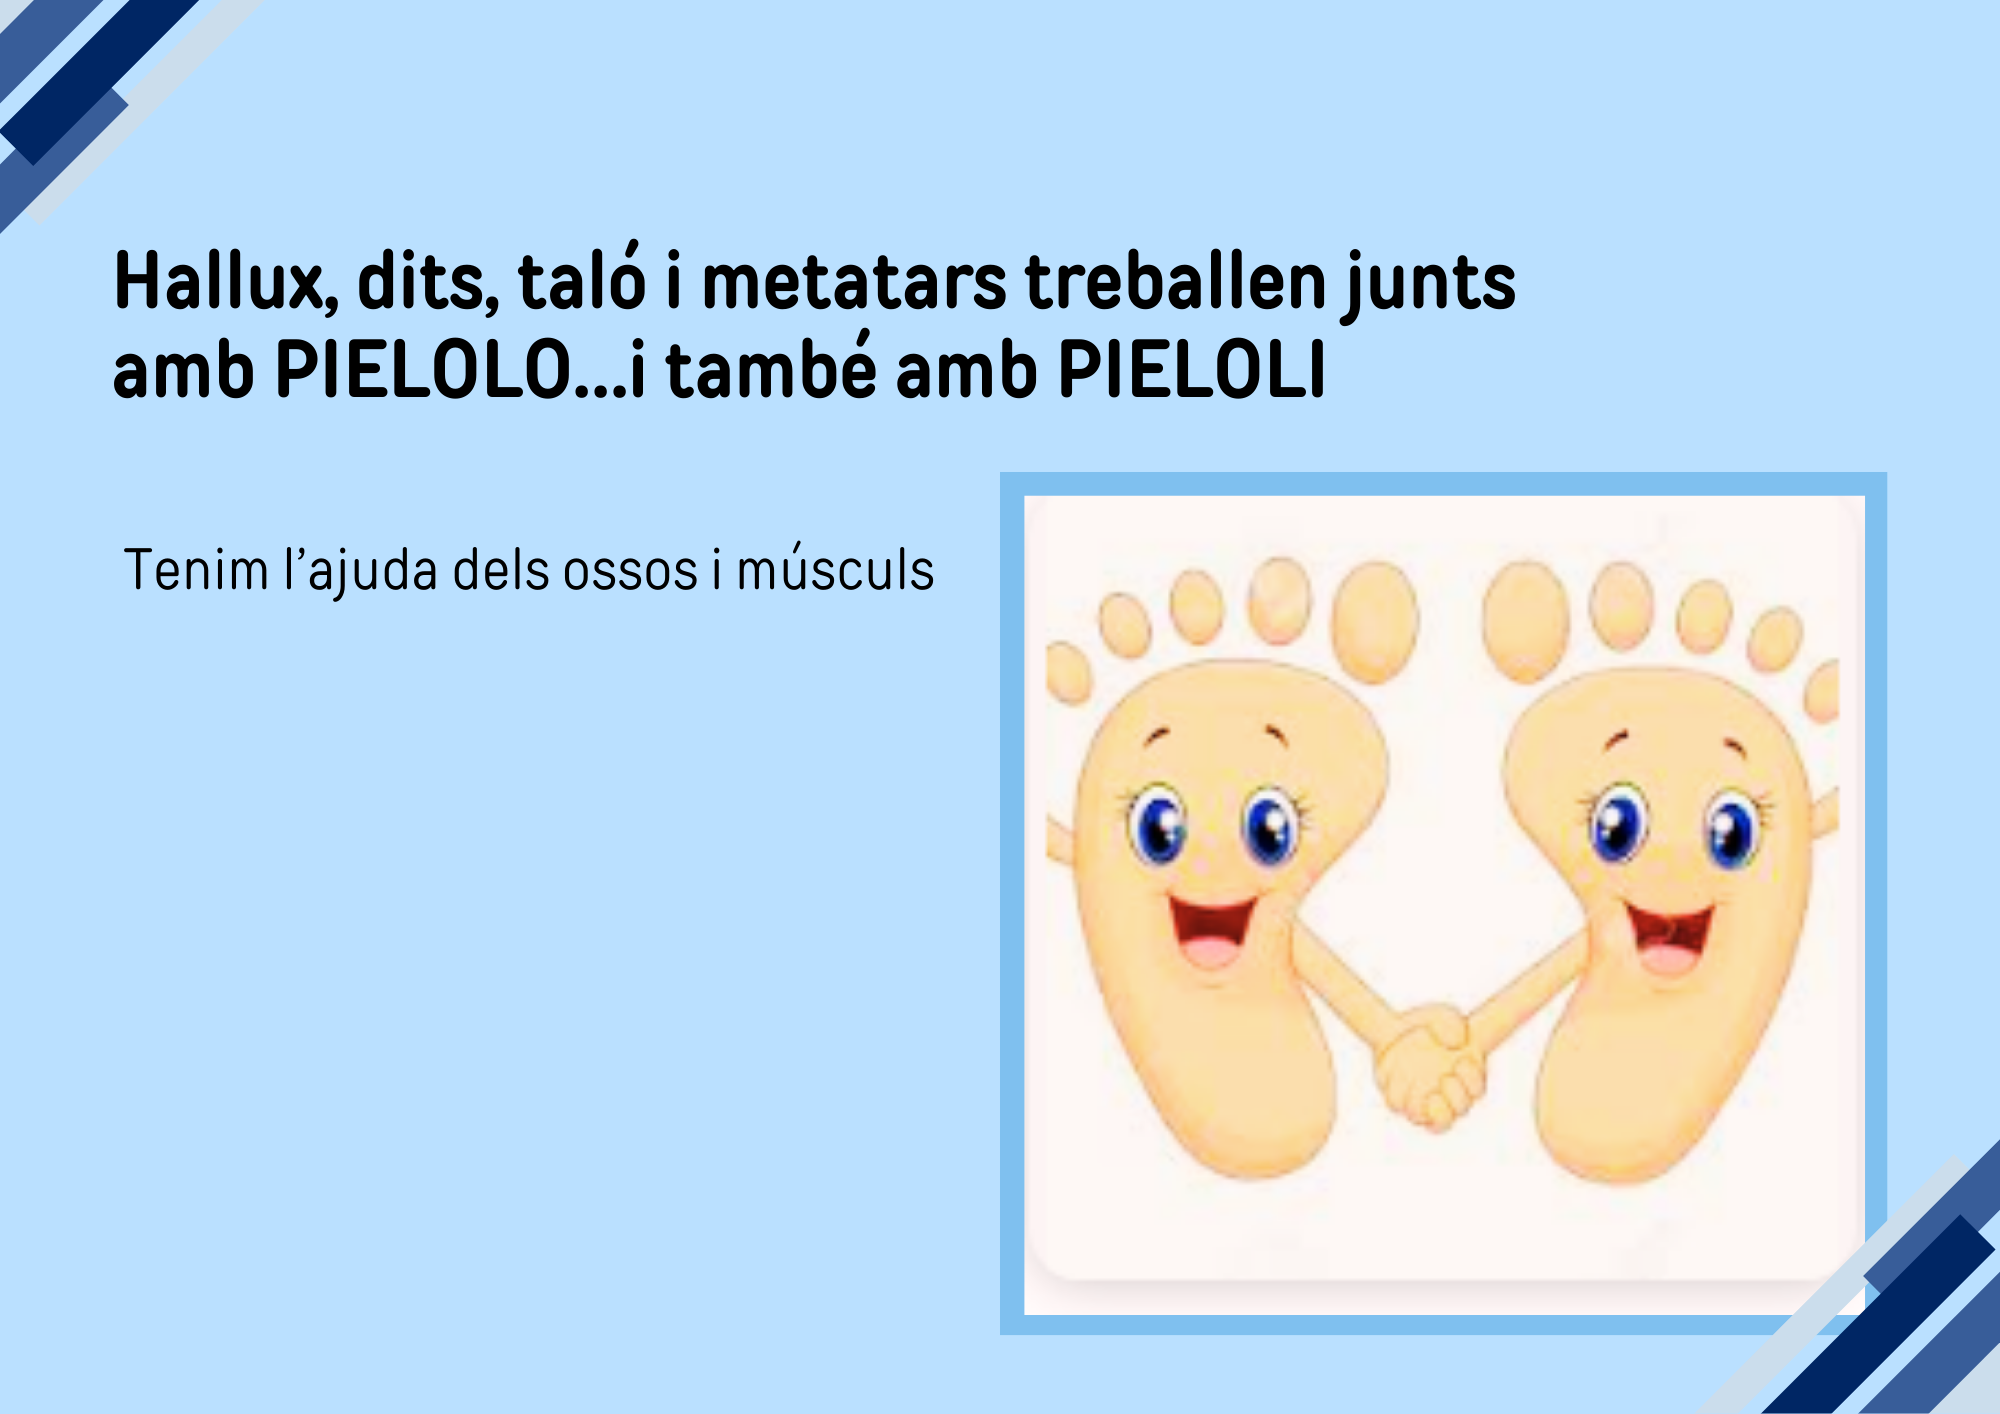 Hallux, dits, taló i metatars treballen junts
amb PIELOLO...i també amb PIELOLI
Tenim l’ajuda dels ossos i músculs